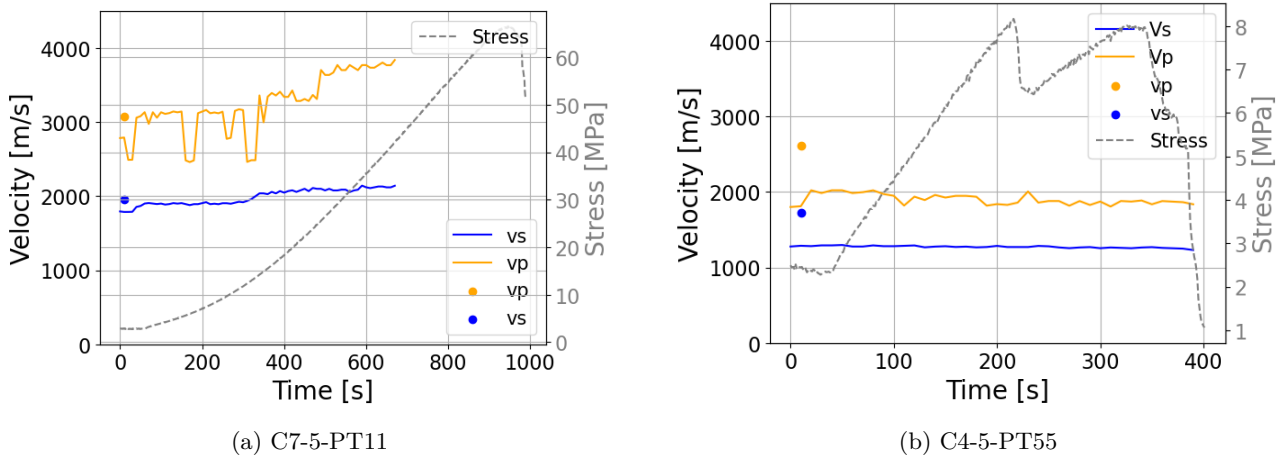 Velocity [m/s]
4000
3000
2000
1000
0
0
200
400
600
800
1000
Time [s]
60
50
40
30
20
10
0
Stress [MPa]
Stress
vs
vp
vp
vs
(a) C7-5-PT11
Velocity [m/s]
4000
3000
2000
1000
0
0
100
200
300
400
Time [s]
8
7
6
5
4
3
2
1
Stress [MPa]
Vs
Vp
vp
vs
Stress
(b) C4-5-PT55